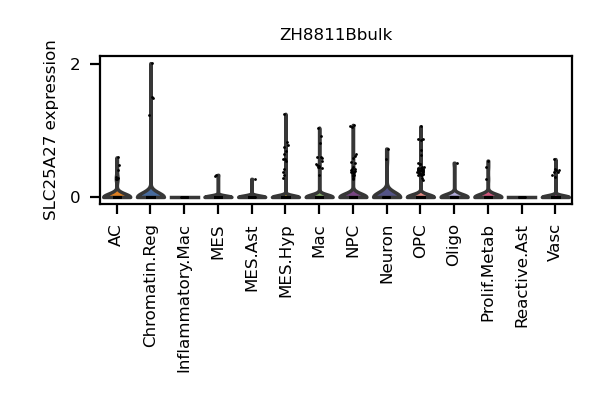 ZH8811Bbulk
SLC25A27 expression
2
0
AC
Chromatin.Reg
Inflammatory.Mac
MES
MES.Ast
MES.Hyp
Mac
NPC
Neuron
OPC
Oligo
Prolif.Metab
Reactive.Ast
Vasc